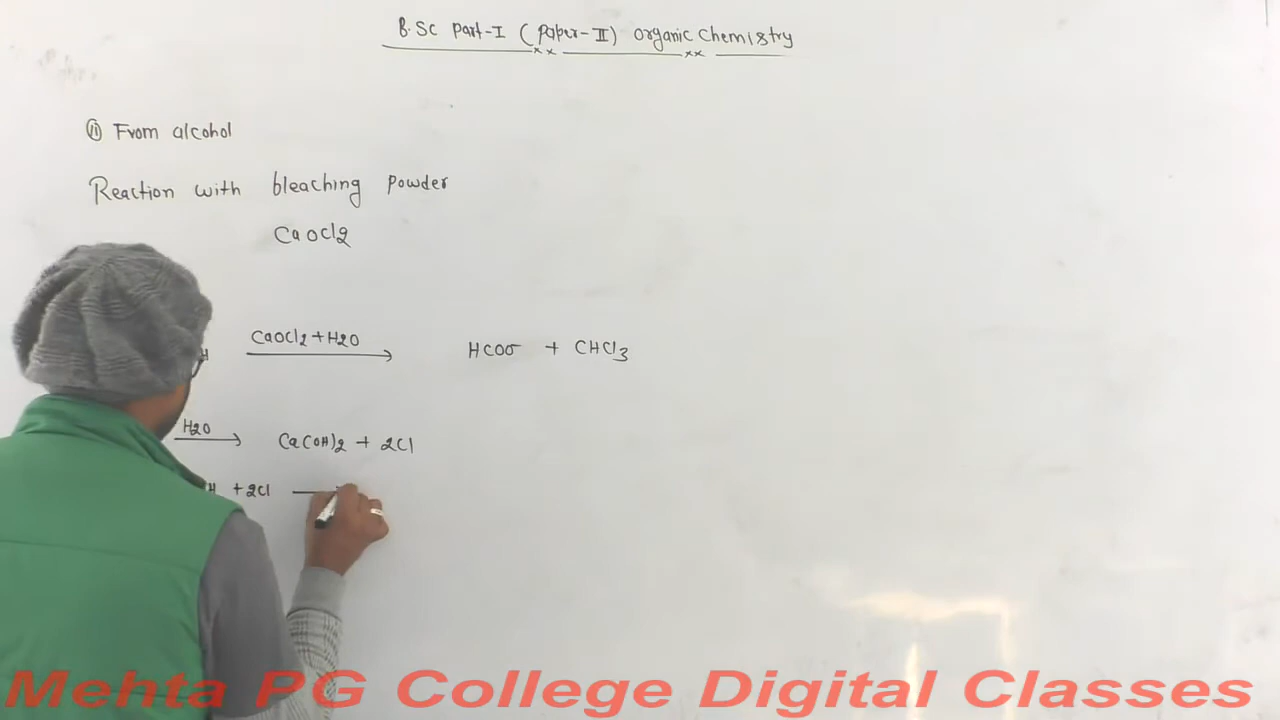 B.Sc Part-I (Paper-II) Organic Chemistry
(ii) From alcohol
Reaction with bleaching powder
CaOCl2
H CaOCl2+H2O → HCOO- + CHCl3
H2O → Ca(OH)2 + 2Cl
H +2Cl —
Mehta PG College Digital Classes